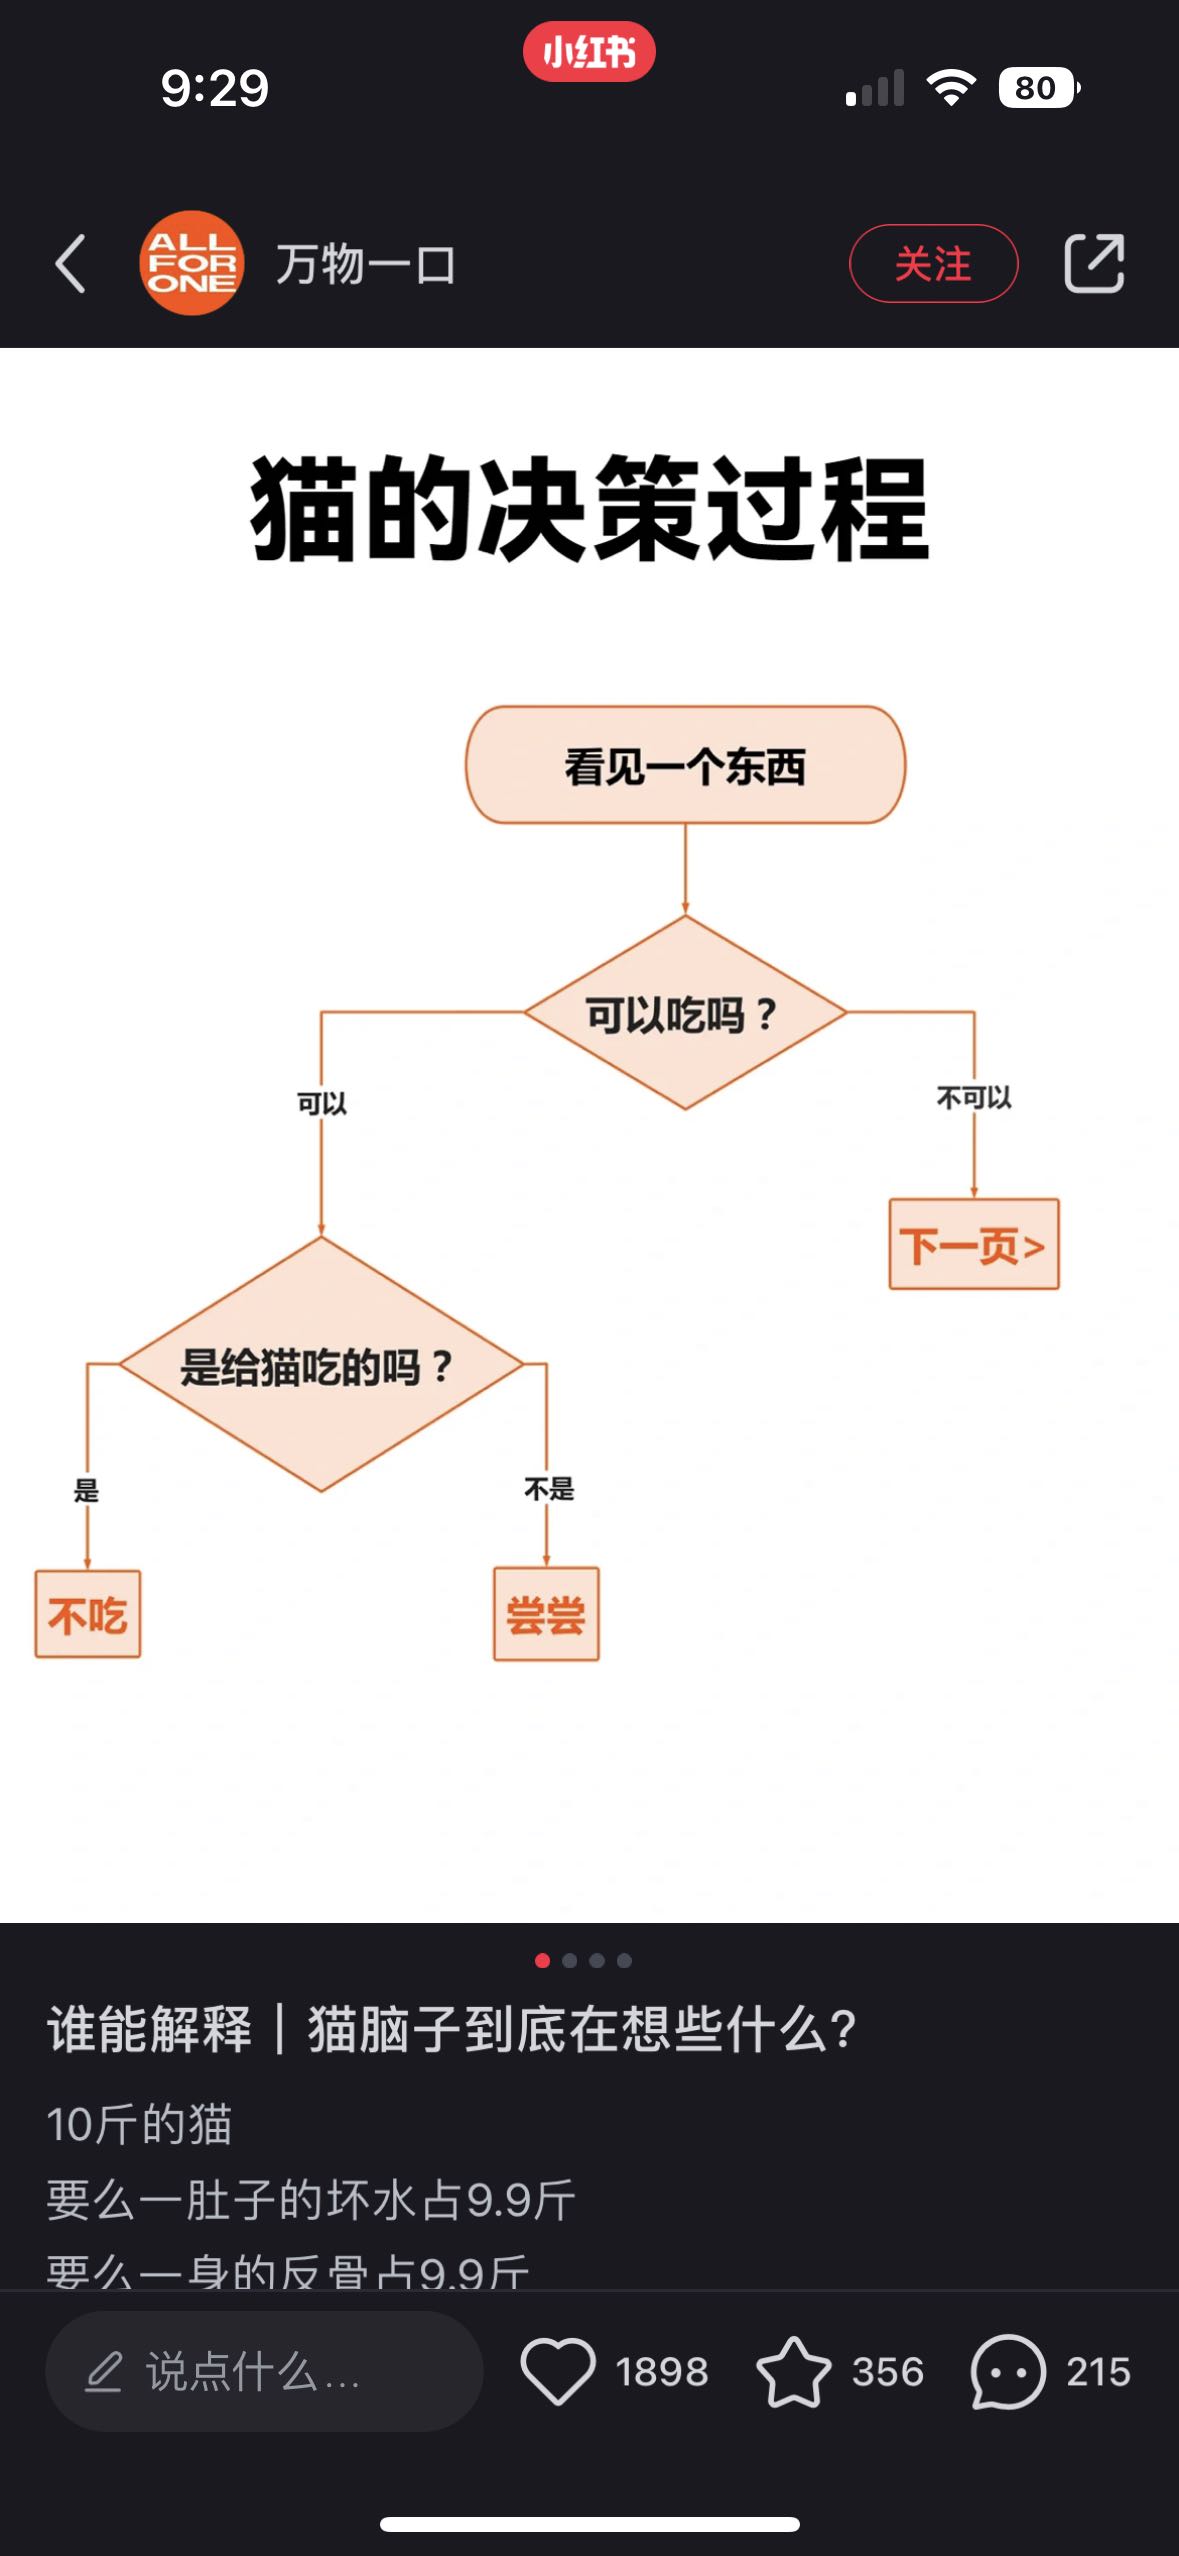 小红书
9:29
80
ALL
FOR
ONE
万物一口
关注
猫的决策过程
看见一个东西
可以吃吗？
可以
不可以
下一页>
是给猫吃的吗？
是
不是
不吃
尝尝
谁能解释｜猫脑子到底在想些什么？
10斤的猫
要么一肚子的坏水占9.9斤
要么一身的反骨占9.9斤
说点什么...
1898
356
215